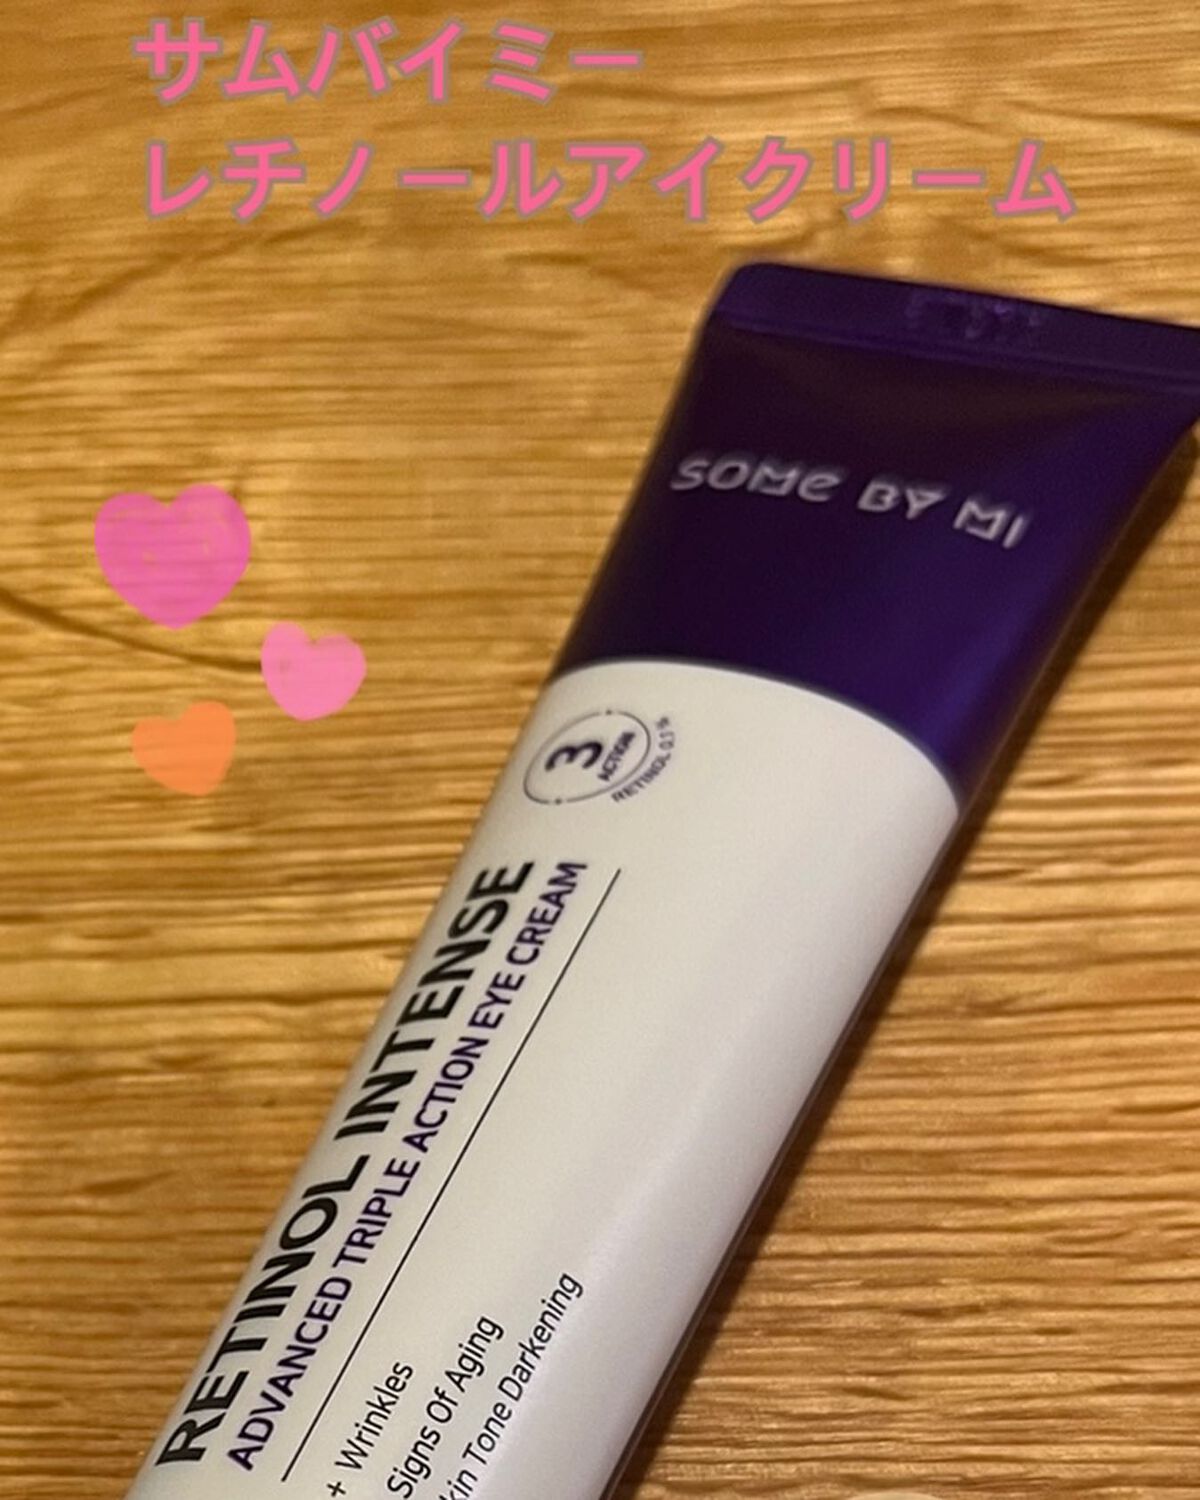 サムバイミー
レチノールアイクリーム
SOME BY MI
3
ACTION
RETINOL 0.1%
RETINOL INTENSE
ADVANCED TRIPLE ACTION EYE CREAM
+ Wrinkles
Signs Of Aging
Tone Darkening